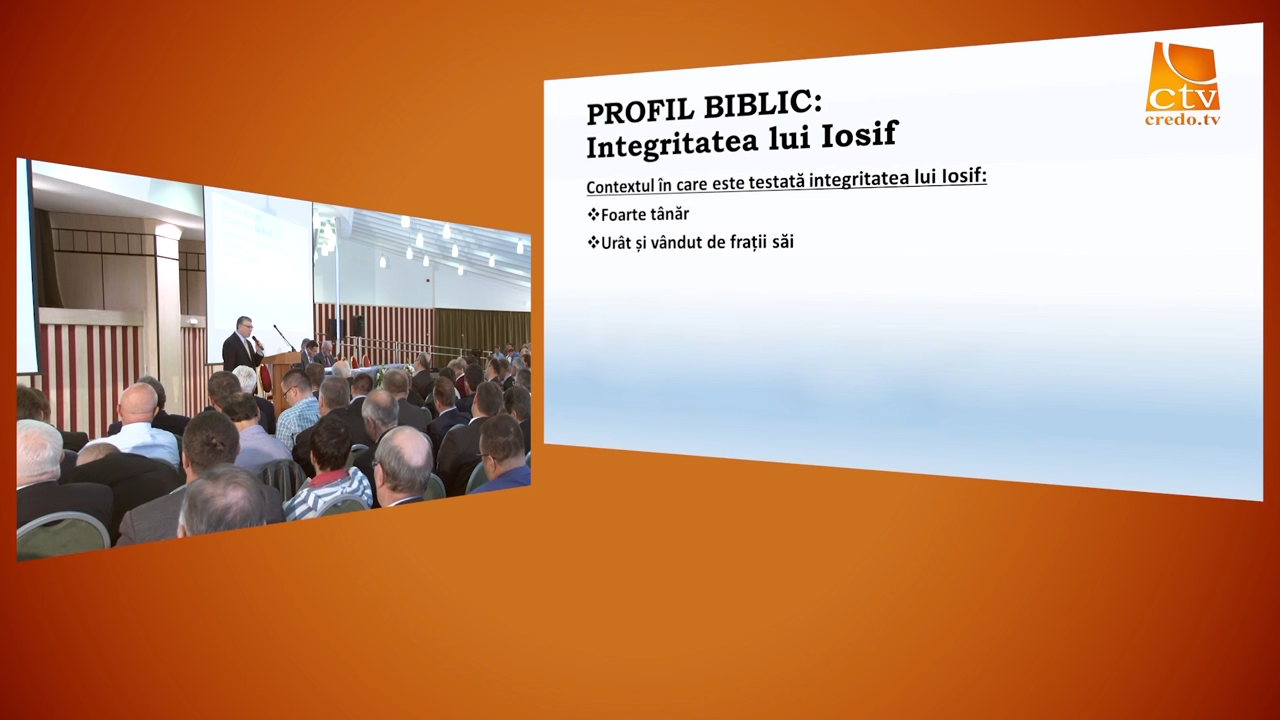 PROFIL BIBLIC:
Integritatea lui Iosif
Contextul în care este testată integritatea lui Iosif:
❖Foarte tânăr
❖Urât și vândut de frații săi
ctv
credo.tv